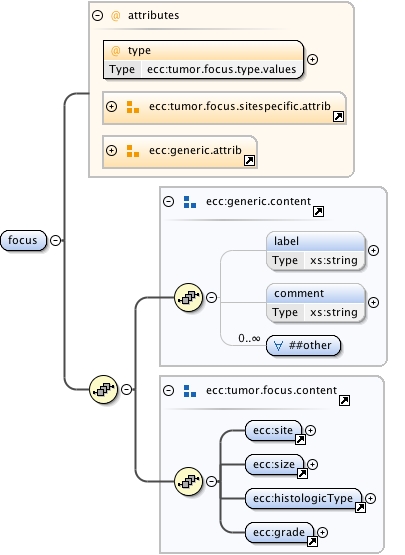 @ attributes
@ type
Type ecc:tumor.focus.type.values
ecc:tumor.focus.sitespecific.attrib
ecc:generic.attrib
ecc:generic.content
focus
label
Type xs:string
comment
Type xs:string
0..∞
∀ ##other
ecc:tumor.focus.content
ecc:site
ecc:size
ecc:histologicType
ecc:grade